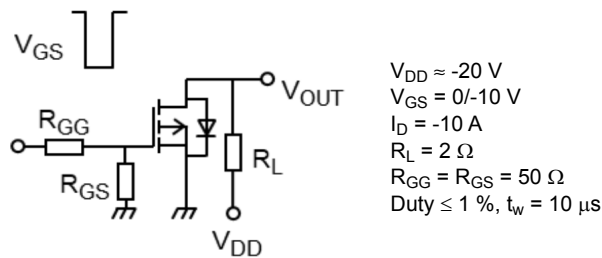 V_GS
R_GG
R_GS
V_OUT
R_L
V_DD
V_DD ≈ -20 V
V_GS = 0/-10 V
I_D = -10 A
R_L = 2 Ω
R_GG = R_GS = 50 Ω
Duty ≤ 1 %, t_w = 10 μs